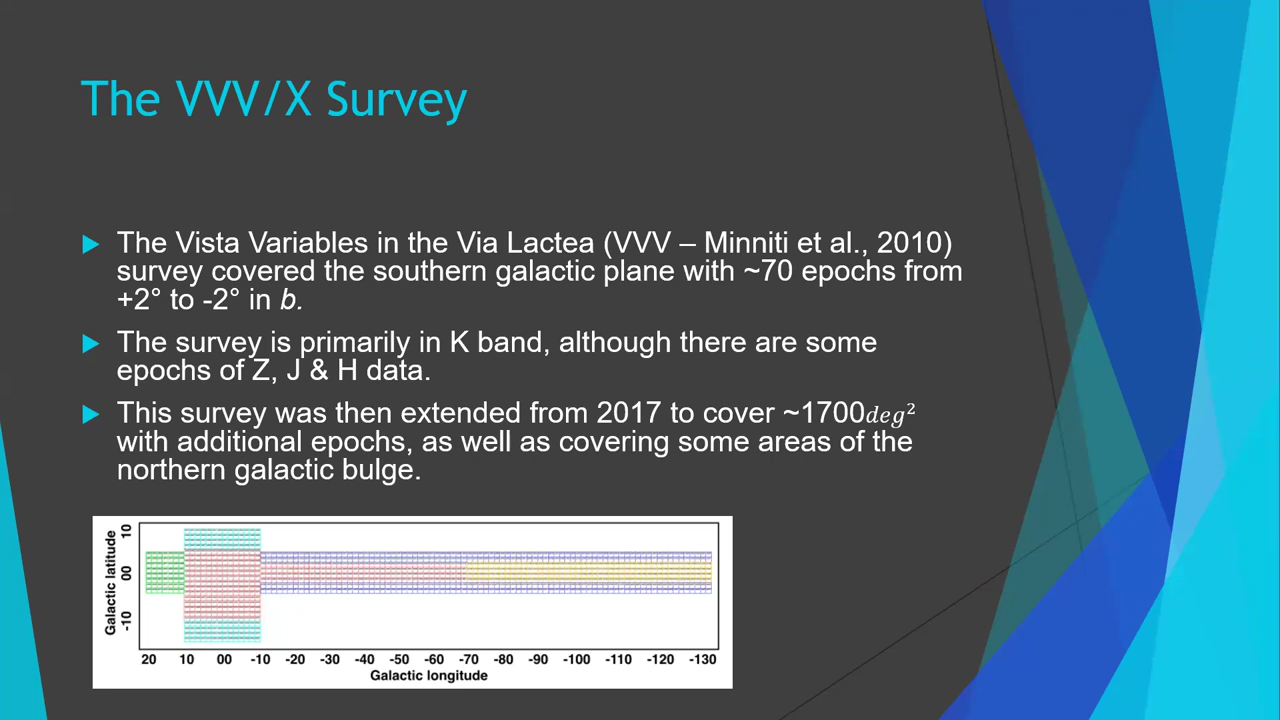 The VVV/X Survey
The Vista Variables in the Via Lactea (VVV – Minniti et al., 2010)
survey covered the southern galactic plane with ~70 epochs from
+2° to -2° in b.
The survey is primarily in K band, although there are some
epochs of Z, J & H data.
This survey was then extended from 2017 to cover ~1700deg²
with additional epochs, as well as covering some areas of the
northern galactic bulge.
Galactic latitude
10
00
-10
20 10 00 -10 -20 -30 -40 -50 -60 -70 -80 -90 -100 -110 -120 -130
Galactic longitude